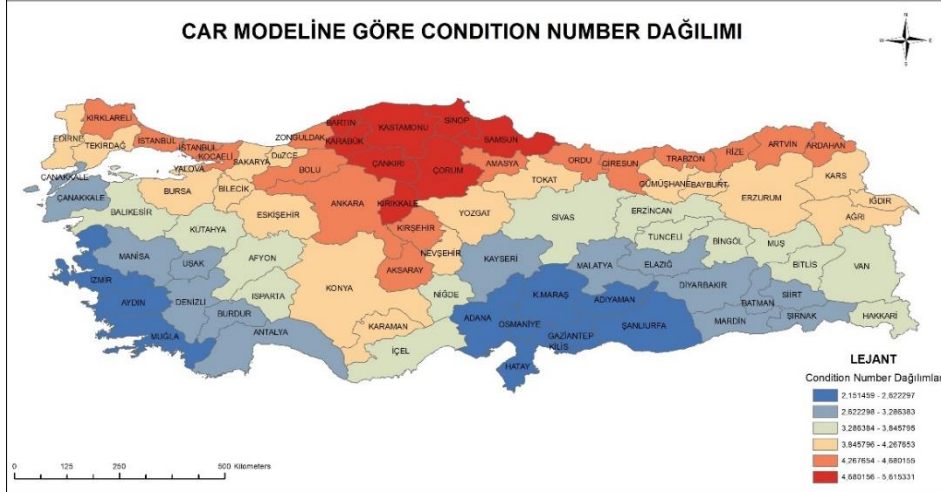 CAR MODELİNE GÖRE CONDITION NUMBER DAĞILIMI
N
W
E
S
KIRKLARELİ
EDİRNE
TEKİRDAĞ
İSTANBUL
İSTANBUL
KOCAELİ
YALOVA
SAKARYA
DüZCE
ZONGULDAK
BARTIN
KARABÜK
KASTAMONU
SİNOP
SAMSUN
ÇANKIRI
ÇORUM
AMASYA
ORDU
GİRESUN
TRABZON
RİZE
ARTVİN
ARDAHAN
KARS
IĞDIR
AĞRI
ERZURUM
BAYBURT
GÜMÜŞHANE
TOKAT
BOLU
ANKARA
KIRIKKALE
KIRŞEHİR
YOZGAT
SİVAS
ERZİNCAN
TUNCELİ
BİNGÖL
MUŞ
BİTLİS
VAN
HAKKARİ
ÇANAKKALE
ÇANAKKALE
BALIKESİR
BURSA
BİLECİK
ESKİŞEHİR
KUTAHYA
MANİSA
UŞAK
AFYON
İZMİR
AYDIN
DENİZLİ
ISPARTA
BURDUR
MUĞLA
ANTALYA
KONYA
AKSARAY
NEVŞEHİR
NİĞDE
KARAMAN
İÇEL
KAYSERİ
MALATYA
ELAZIĞ
DİYARBAKIR
BATMAN
SİİRT
ŞIRNAK
MARDİN
K.MARAŞ
ADIYAMAN
ADANA
OSMANİYE
GAZİANTEP
KİLİS
ŞANLIURFA
HATAY
LEJANT
Condition Number Dağılımlar
2,151459 - 2,622297
2,622298 - 3,286383
3,286384 - 3,845795
3,845796 - 4,267653
4,267654 - 4,680155
4,680156 - 5,615331
0 125 250 500 Kilometers